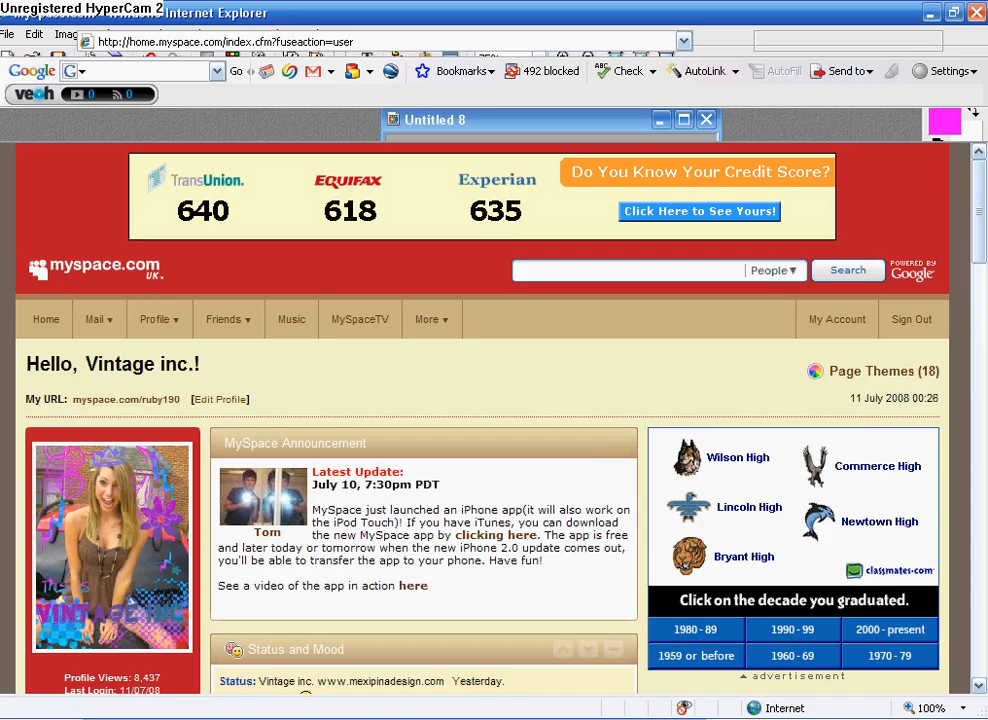 Unregistered HyperCam 2
Internet Explorer
File Edit Imag
http://home.myspace.com/index.cfm?fuseaction=user
Google G Go Bookmarks 492 blocked Check AutoLink AutoFill Send to Settings
veoh 0 0
Untitled 8
TransUnion. EQUIFAX Experian Do You Know Your Credit Score?
640 618 635 Click Here to See Yours!
myspace.com UK People Search POWERED BY Google
Home Mail Profile Friends Music MySpaceTV More My Account Sign Out
Hello, Vintage inc.!
Page Themes (18)
My URL: myspace.com/ruby190 [Edit Profile]
11 July 2008 00:26
VINTAGE INC
Profile Views: 8,437
Last Login: 11/07/08
MySpace Announcement
Tom
Latest Update:
July 10, 7:30pm PDT
MySpace just launched an iPhone app(it will also work on
the iPod Touch)! If you have iTunes, you can download
the new MySpace app by clicking here. The app is free
and later today or tomorrow when the new iPhone 2.0 update comes out,
you'll be able to transfer the app to your phone. Have fun!
See a video of the app in action here
Status and Mood
Status: Vintage inc. www.mexipinadesign.com Yesterday.
Wilson High
Commerce High
Lincoln High
Newtown High
Bryant High
classmates.com
Click on the decade you graduated.
1980 - 89 1990 - 99 2000 - present
1959 or before 1960 - 69 1970 - 79
advertisement
Internet 100%